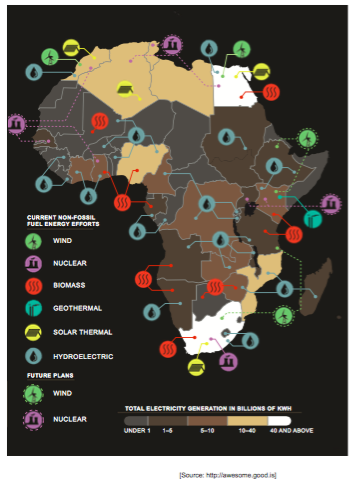 CURRENT NON-FOSSIL
FUEL ENERGY EFFORTS
WIND
NUCLEAR
BIOMASS
GEOTHERMAL
SOLAR THERMAL
HYDROELECTRIC
FUTURE PLANS
WIND
NUCLEAR
TOTAL ELECTRICITY GENERATION IN BILLIONS OF KWH
UNDER 1 1–5 5–10 10–40 40 AND ABOVE
[Source: http://awesome.good.is]